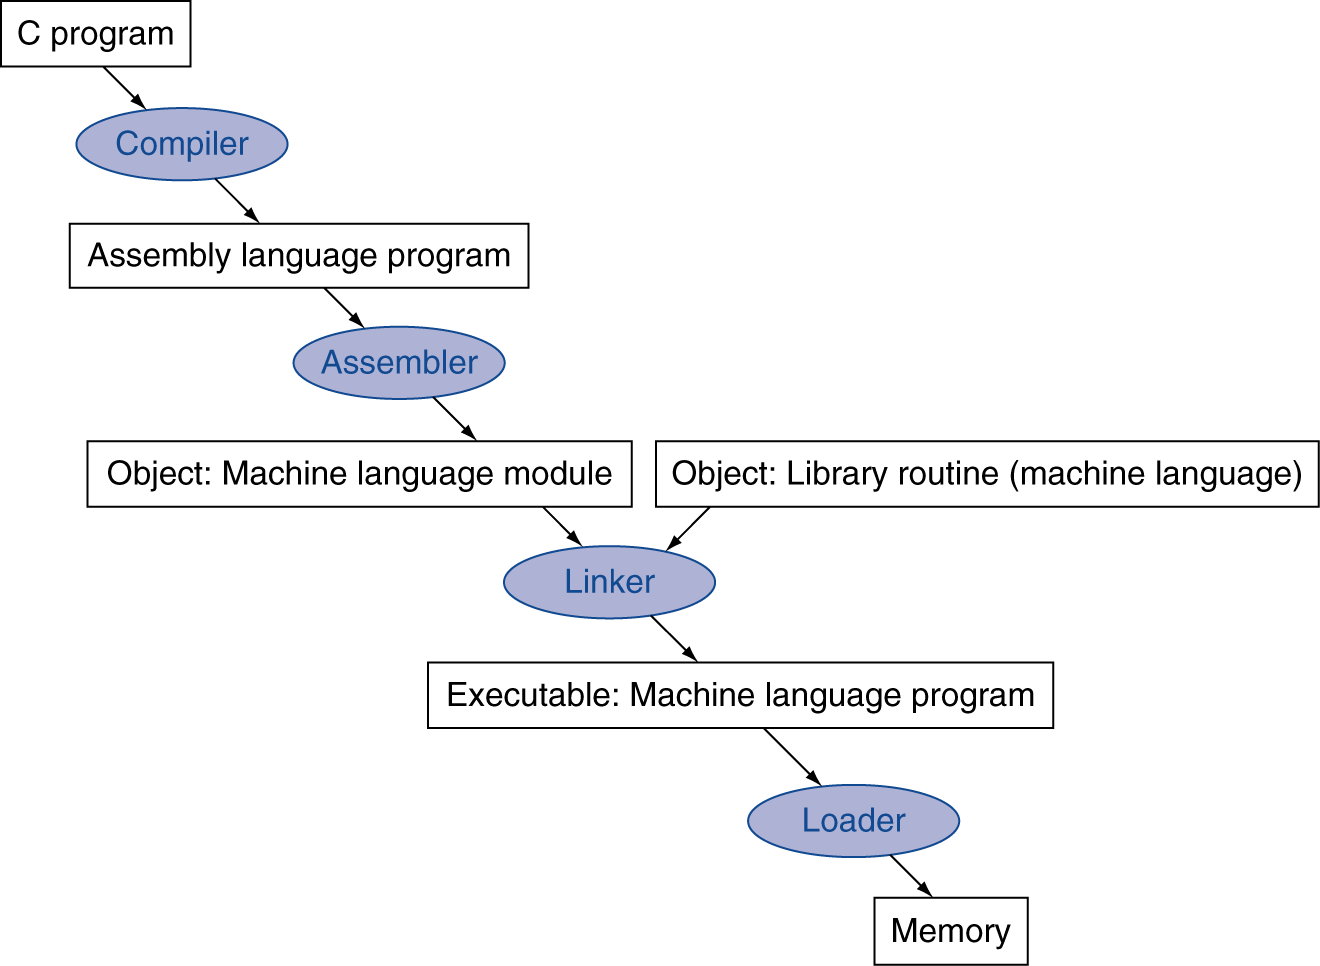 C program
Compiler
Assembly language program
Assembler
Object: Machine language module
Object: Library routine (machine language)
Linker
Executable: Machine language program
Loader
Memory